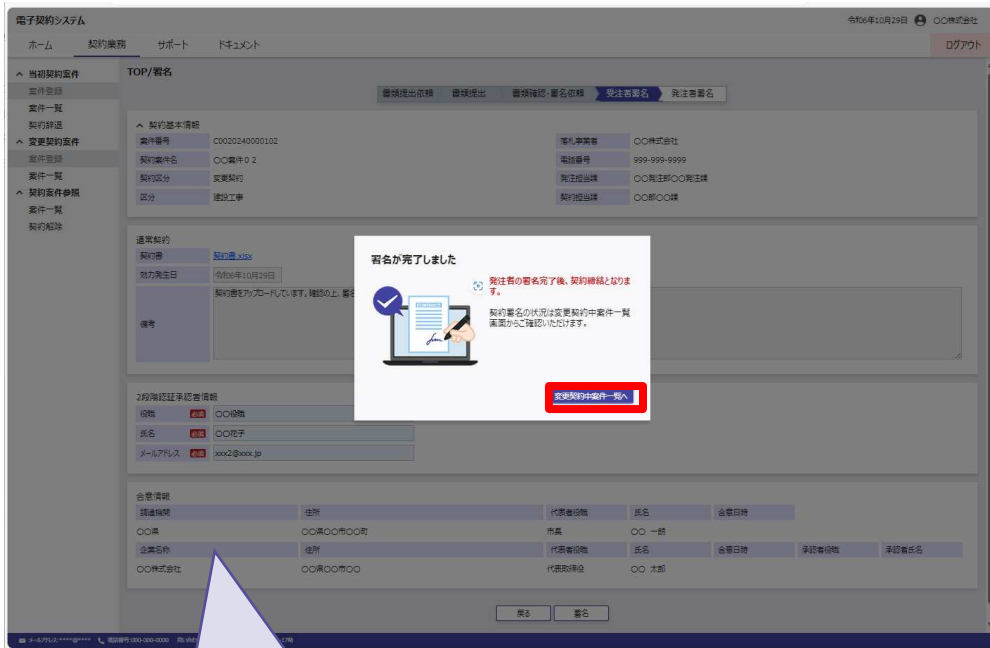 電子契約システム
令和6年10月29日 〇〇株式会社
ホーム 契約業務 サポート ドキュメント ログアウト
TOP/署名
書類提出依頼 書類提出 書類確認・署名依頼 受注者署名 発注者署名
当初契約案件
案件登録
案件一覧
契約辞退
変更契約案件
案件登録
案件一覧
契約案件参照
案件一覧
契約解除
契約基本情報
案件番号 C0020240000102 落札事業者 〇〇株式会社
契約案件名 〇〇案件02 電話番号 999-999-9999
契約区分 変更契約 発注担当課 〇〇発注部〇〇発注課
区分 建設工事 契約担当課 〇〇部〇〇課
通常契約
契約書 契約書.xlsx
効力発生日 令和6年10月29日
備考 契約書をアップロードしています。確認の上、署名
署名が完了しました
発注者の署名完了後、契約締結となりま
す。
契約署名の状況は変更契約中案件一覧
画面からご確認いただけます。
CONTRACT
変更契約中案件一覧へ
2段階認証承認者情報
役職 必須 〇〇役職
氏名 必須 〇〇花子
メールアドレス 必須 xxx2@xxx.jp
合意情報
調達機関 住所 代表者役職 氏名 合意日時
〇〇県 〇〇県〇〇市〇〇町 市長 〇〇 一朗
企業名称 住所 代表者役職 氏名 合意日時 承認者役職 承認者氏名
〇〇株式会社 〇〇県〇〇市〇〇 代表取締役 〇〇 太郎
戻る 署名
メールアドレス:****@**** 電話番号:000-000-0000